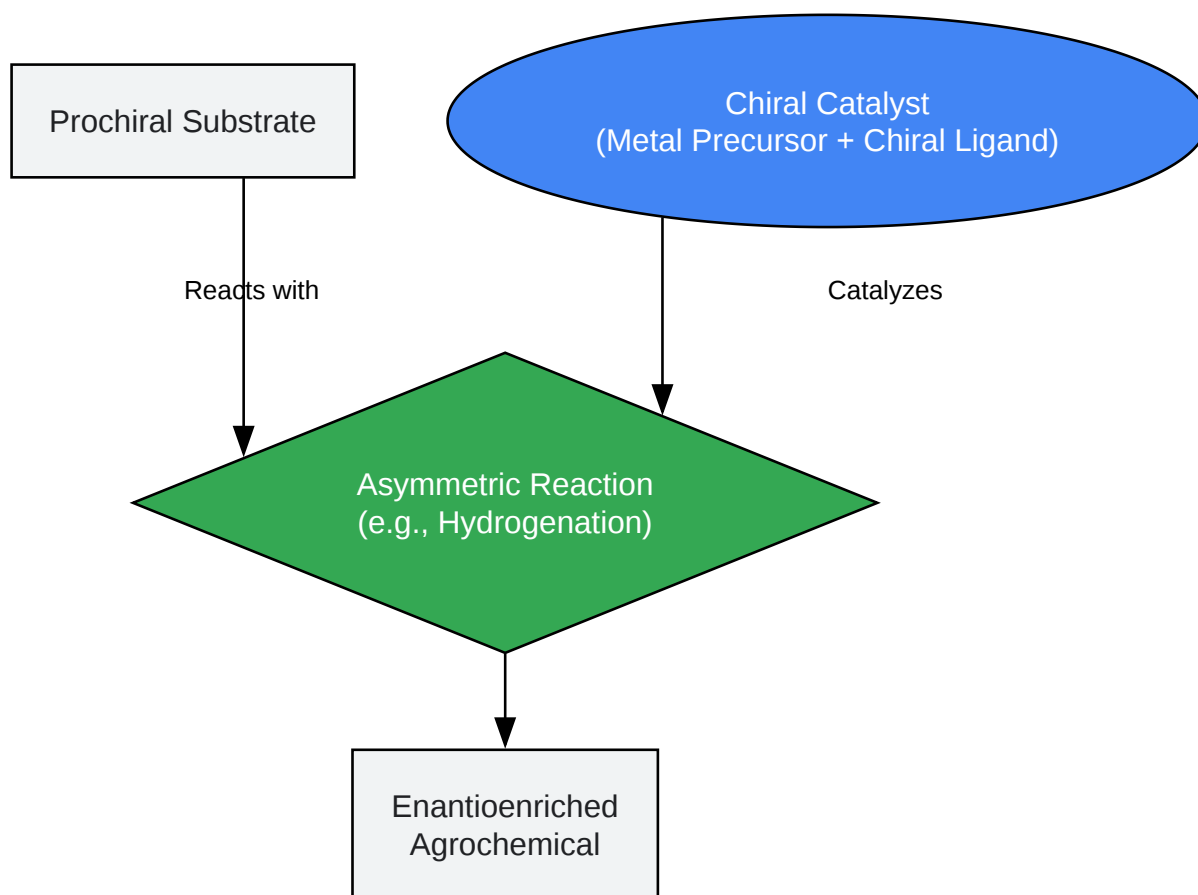 Prochiral Substrate
Chiral Catalyst
(Metal Precursor + Chiral Ligand)
Reacts with
Catalyzes
Asymmetric Reaction
(e.g., Hydrogenation)
Enantioenriched
Agrochemical